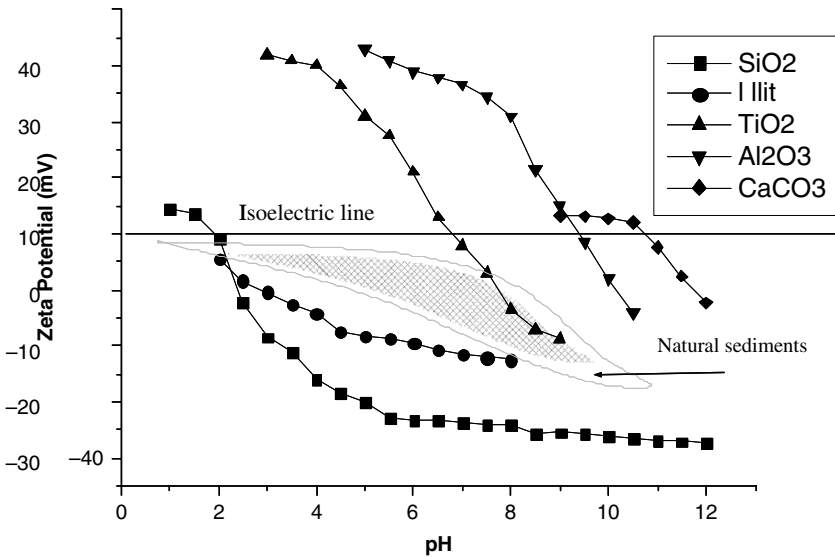 40
30
20
10
0
−10
−20
−30
−40
Zeta Potential (mV)
Isoelectric line
Natural sediments
SiO2
I llit
TiO2
Al2O3
CaCO3
0
2
4
6
8
10
12
pH